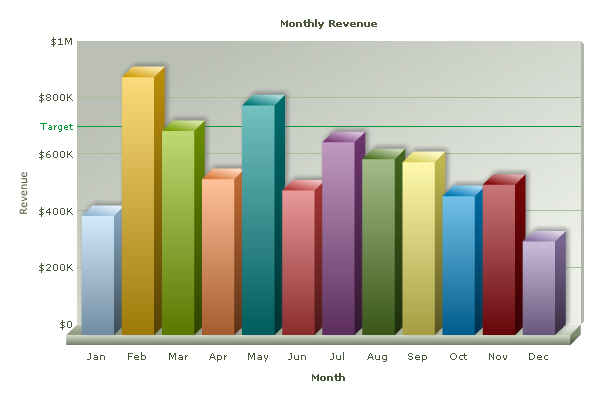 Monthly Revenue
$1M
$800K
Target
$600K
$400K
$200K
$0
Revenue
Jan Feb Mar Apr May Jun Jul Aug Sep Oct Nov Dec
Month